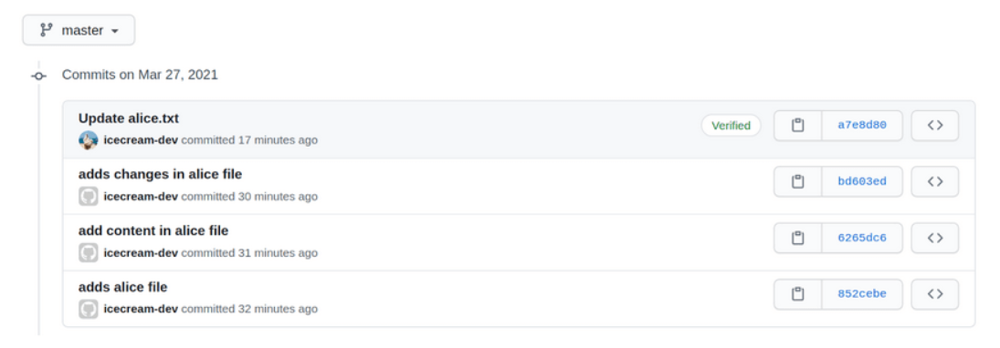 master
Commits on Mar 27, 2021
Update alice.txt
icecream-dev committed 17 minutes ago
Verified
a7e8d80
adds changes in alice file
icecream-dev committed 30 minutes ago
bd603ed
add content in alice file
icecream-dev committed 31 minutes ago
6265dc6
adds alice file
icecream-dev committed 32 minutes ago
852cebe